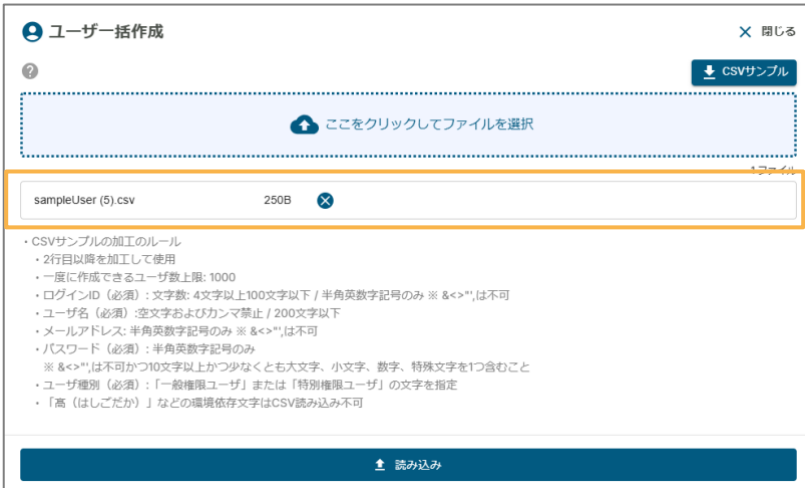 ユーザー括作成
閉じる
CSVサンプル
ここをクリックしてファイルを選択
1ファイル
sampleUser (5).csv 250B
・CSVサンプルの加工のルール
・2行目以降を加工して使用
・一度に作成できるユーザ数上限: 1000
・ログインID（必須）: 文字数: 4文字以上100文字以下 / 半角英数字記号のみ ※ &<>"',は不可
・ユーザ名（必須）:空文字およびカンマ禁止 / 200文字以下
・メールアドレス: 半角英数字記号のみ ※ &<>"',は不可
・パスワード（必須）: 半角英数字記号のみ
※ &<>"',は不可かつ10文字以上かつ少なくとも大文字、小文字、数字、特殊文字を1つ含むこと
・ユーザ種別（必須）:「一般権限ユーザ」または「特別権限ユーザ」の文字を指定
・「髙（はしごだか）」などの環境依存文字はCSV読み込み不可
読み込み